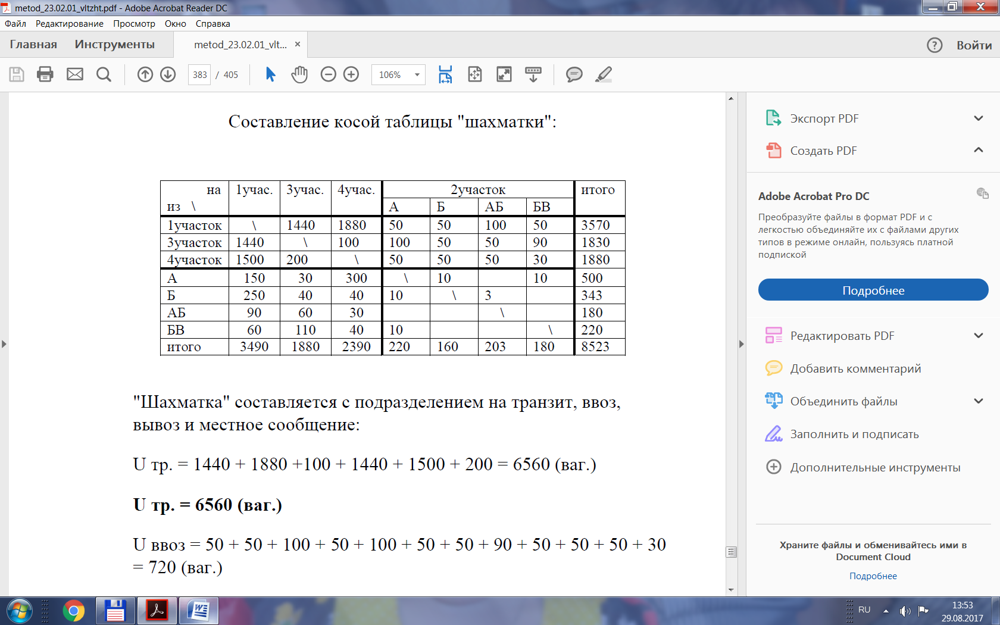 metod_23.02.01_vltzht.pdf - Adobe Acrobat Reader DC
Файл Редактирование Просмотр Окно Справка
Главная Инструменты metod_23.02.01_vlt... × ? Войти
383 / 405 106%
Составление косой таблицы "шахматки":
на 1учас. 3учас. 4учас. 2участок итого
из \ А Б АБ БВ
1участок \ 1440 1880 50 50 100 50 3570
3участок 1440 \ 100 100 50 50 90 1830
4участок 1500 200 \ 50 50 50 30 1880
А 150 30 300 \ 10 10 500
Б 250 40 40 10 \ 3 343
АБ 90 60 30 \ 180
БВ 60 110 40 10 \ 220
итого 3490 1880 2390 220 160 203 180 8523
"Шахматка" составляется с подразделением на транзит, ввоз,
вывоз и местное сообщение:
U тр. = 1440 + 1880 +100 + 1440 + 1500 + 200 = 6560 (ваг.)
U тр. = 6560 (ваг.)
U ввоз = 50 + 50 + 100 + 50 + 100 + 50 + 50 + 90 + 50 + 50 + 50 + 30
= 720 (ваг.)
Экспорт PDF
Создать PDF
Adobe Acrobat Pro DC
Преобразуйте файлы в формат PDF и с
легкостью объединяйте их с файлами других
типов в режиме онлайн, пользуясь платной
подпиской
Подробнее
Редактировать PDF
Добавить комментарий
Объединить файлы
Заполнить и подписать
Дополнительные инструменты
Храните файлы и обменивайтесь ими в
Document Cloud
Подробнее
RU
13:53
29.08.2017